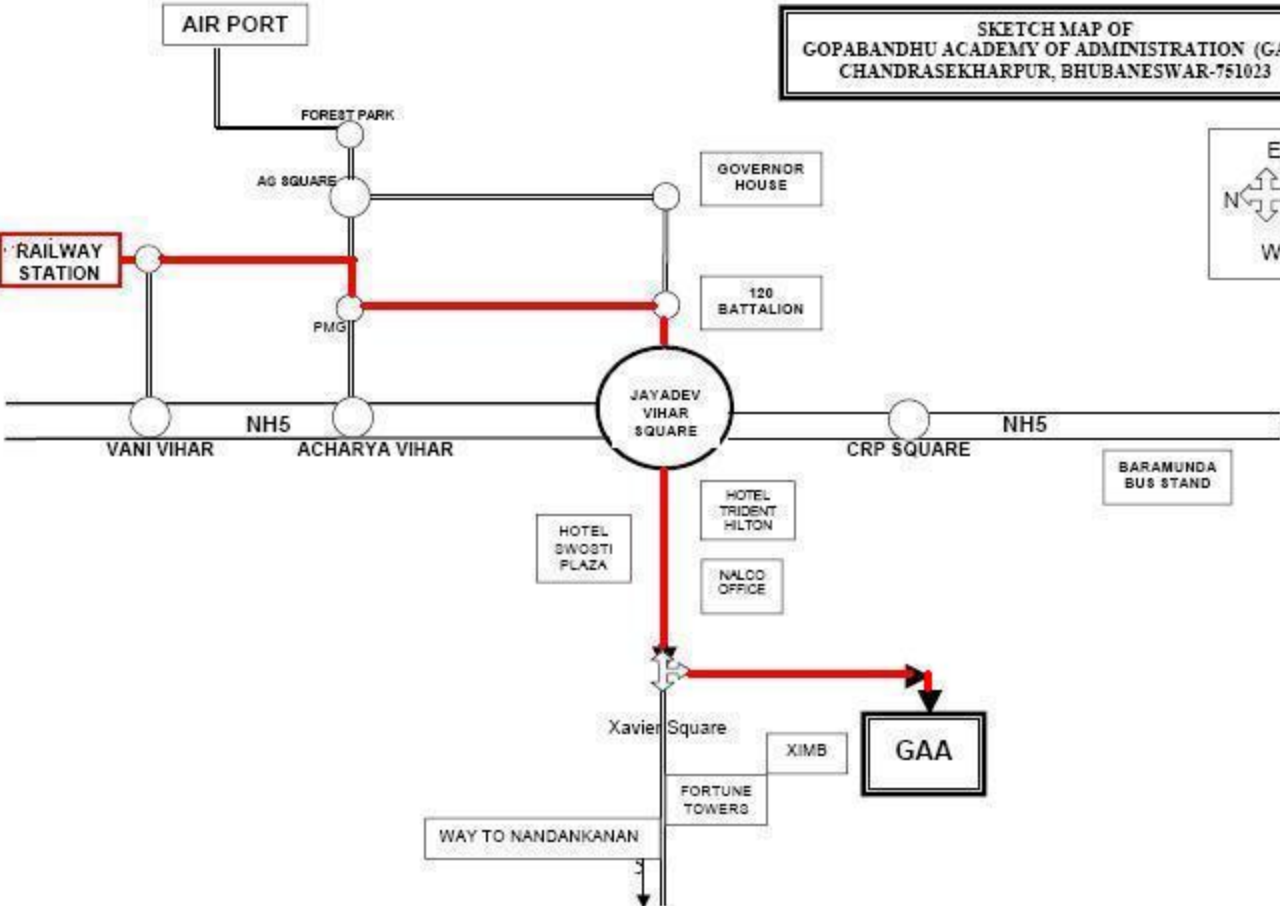 AIR PORT
SKETCH MAP OF
GOPABANDHU ACADEMY OF ADMINISTRATION (GA
CHANDRASEKHARPUR, BHUBANESWAR-751023
FOREST PARK
E
AG SQUARE
GOVERNOR
HOUSE
N
W
RAILWAY
STATION
120
BATTALION
PMG
JAYADEV
VIHAR
SQUARE
NH5
NH5
VANI VIHAR
ACHARYA VIHAR
CRP SQUARE
BARAMUNDA
BUS STAND
HOTEL
TRIDENT
HILTON
HOTEL
SWOSTI
PLAZA
NALCO
OFFICE
Xavier Square
XIMB
GAA
FORTUNE
TOWERS
WAY TO NANDANKANAN